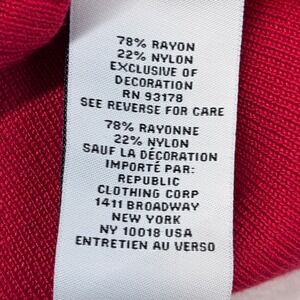 78% RAYON
22% NYLON
EXCLUSIVE OF
DECORATION
RN 93178
SEE REVERSE FOR CARE
78% RAYONNE
22% NYLON
SAUF LA DÉCORATION
IMPORTÉ PAR:
REPUBLIC
CLOTHING CORP
1411 BROADWAY
NEW YORK
NY 10018 USA
ENTRETIEN AU VERSO